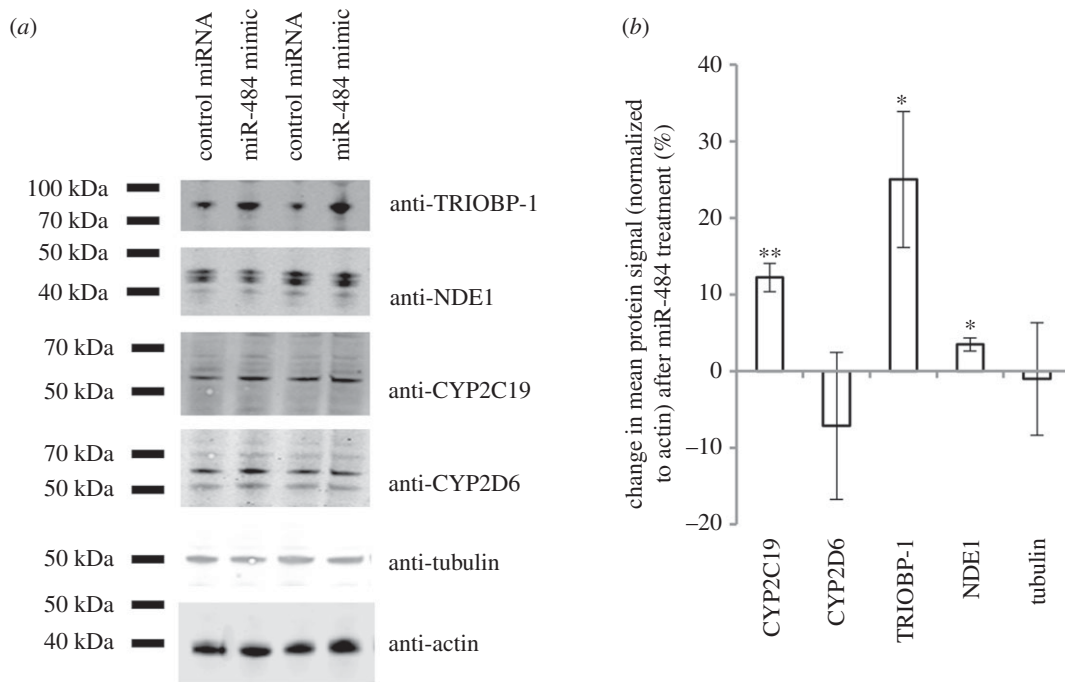 (a)
control miRNA
miR-484 mimic
control miRNA
miR-484 mimic
100 kDa
70 kDa
anti-TRIOBP-1
50 kDa
40 kDa
anti-NDE1
70 kDa
50 kDa
anti-CYP2C19
70 kDa
50 kDa
anti-CYP2D6
50 kDa
anti-tubulin
50 kDa
40 kDa
anti-actin
(b)
change in mean protein signal (normalized
to actin) after miR-484 treatment (%)
40
30
20
10
0
–10
–20
**
*
*
CYP2C19
CYP2D6
TRIOBP-1
NDE1
tubulin